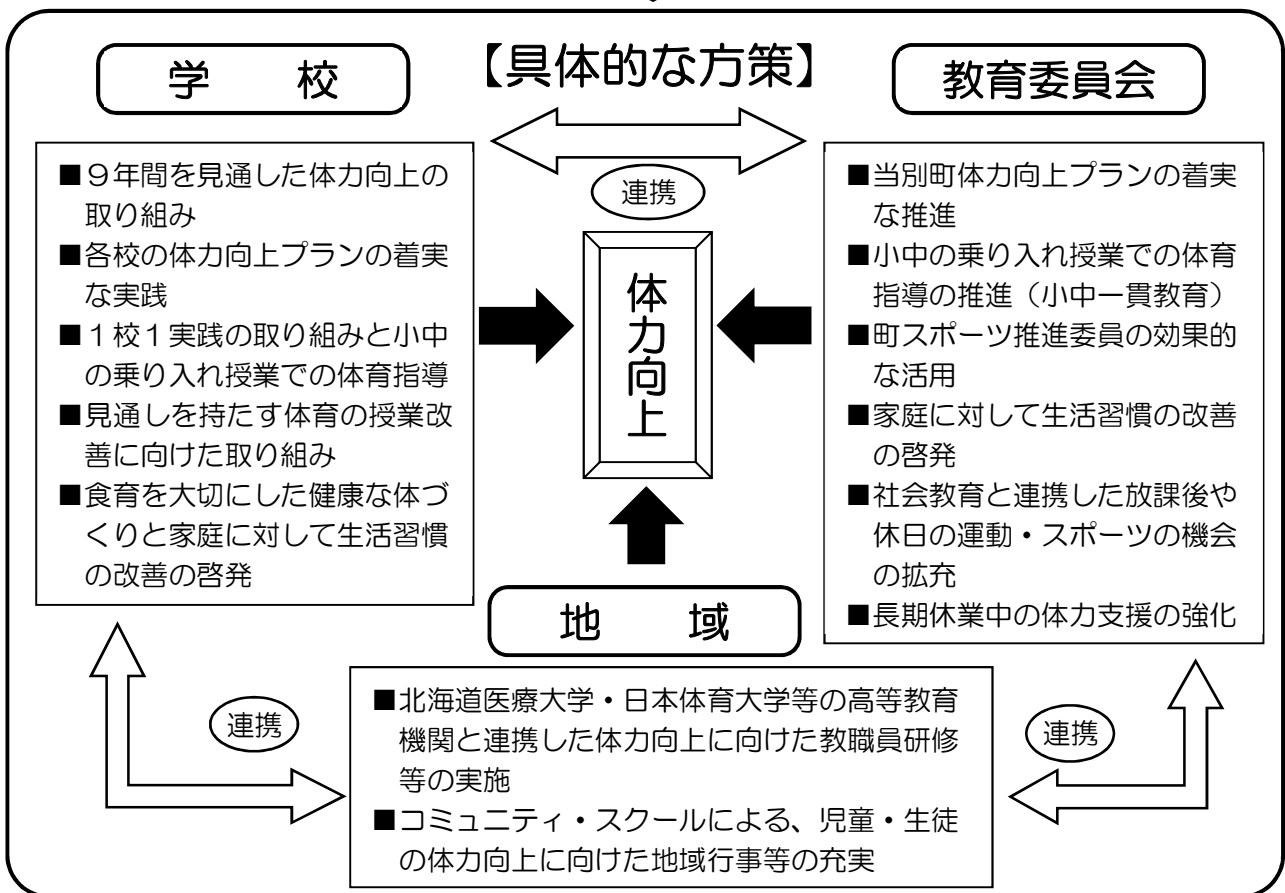 【具体的な方策】
学 校
■９年間を見通した体力向上の
取り組み
■各校の体力向上プランの着実
な実践
■１校１実践の取り組みと小中
の乗り入れ授業での体育指導
■見通しを持たす体育の授業改
善に向けた取り組み
■食育を大切にした健康な体づ
くりと家庭に対して生活習慣
の改善の啓発
連携
体力向上
教育委員会
■当別町体力向上プランの着実
な推進
■小中の乗り入れ授業での体育
指導の推進（小中一貫教育）
■町スポーツ推進委員の効果的
な活用
■家庭に対して生活習慣の改善
の啓発
■社会教育と連携した放課後や
休日の運動・スポーツの機会
の拡充
■長期休業中の体力支援の強化
地 域
連携
■北海道医療大学・日本体育大学等の高等教育
機関と連携した体力向上に向けた教職員研修
等の実施
■コミュニティ・スクールによる、児童・生徒
の体力向上に向けた地域行事等の充実
連携